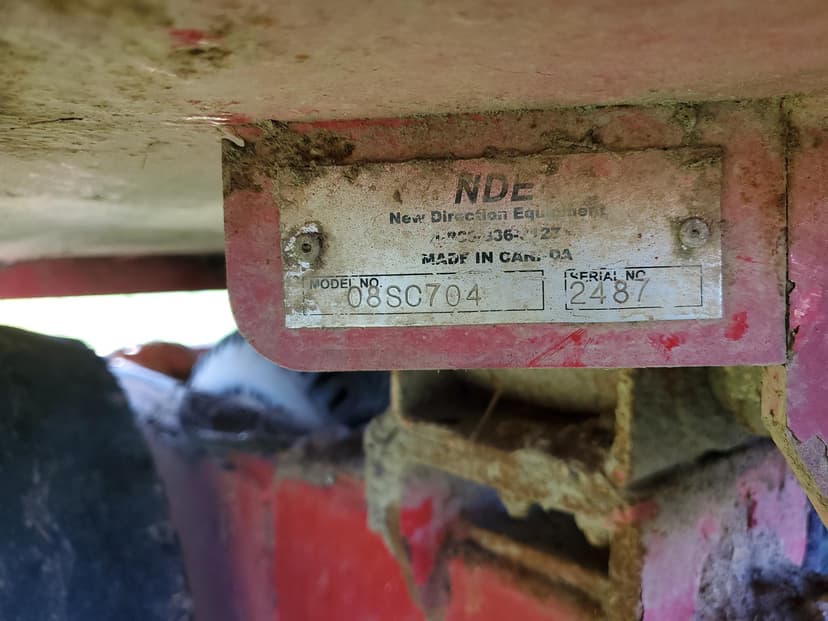 NDE
New Direction Equipment
MADE IN CANADA
MODEL NO. 08SC704
SERIAL NO. 2487